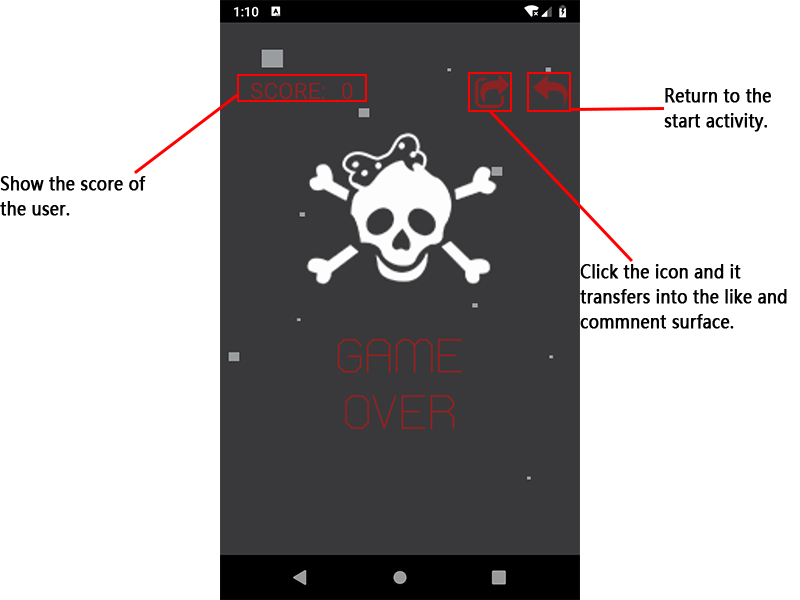 1:10
SCORE: 0
Return to the
start activity.
Show the score of
the user.
Click the icon and it
transfers into the like and
commnent surface.
GAME
OVER